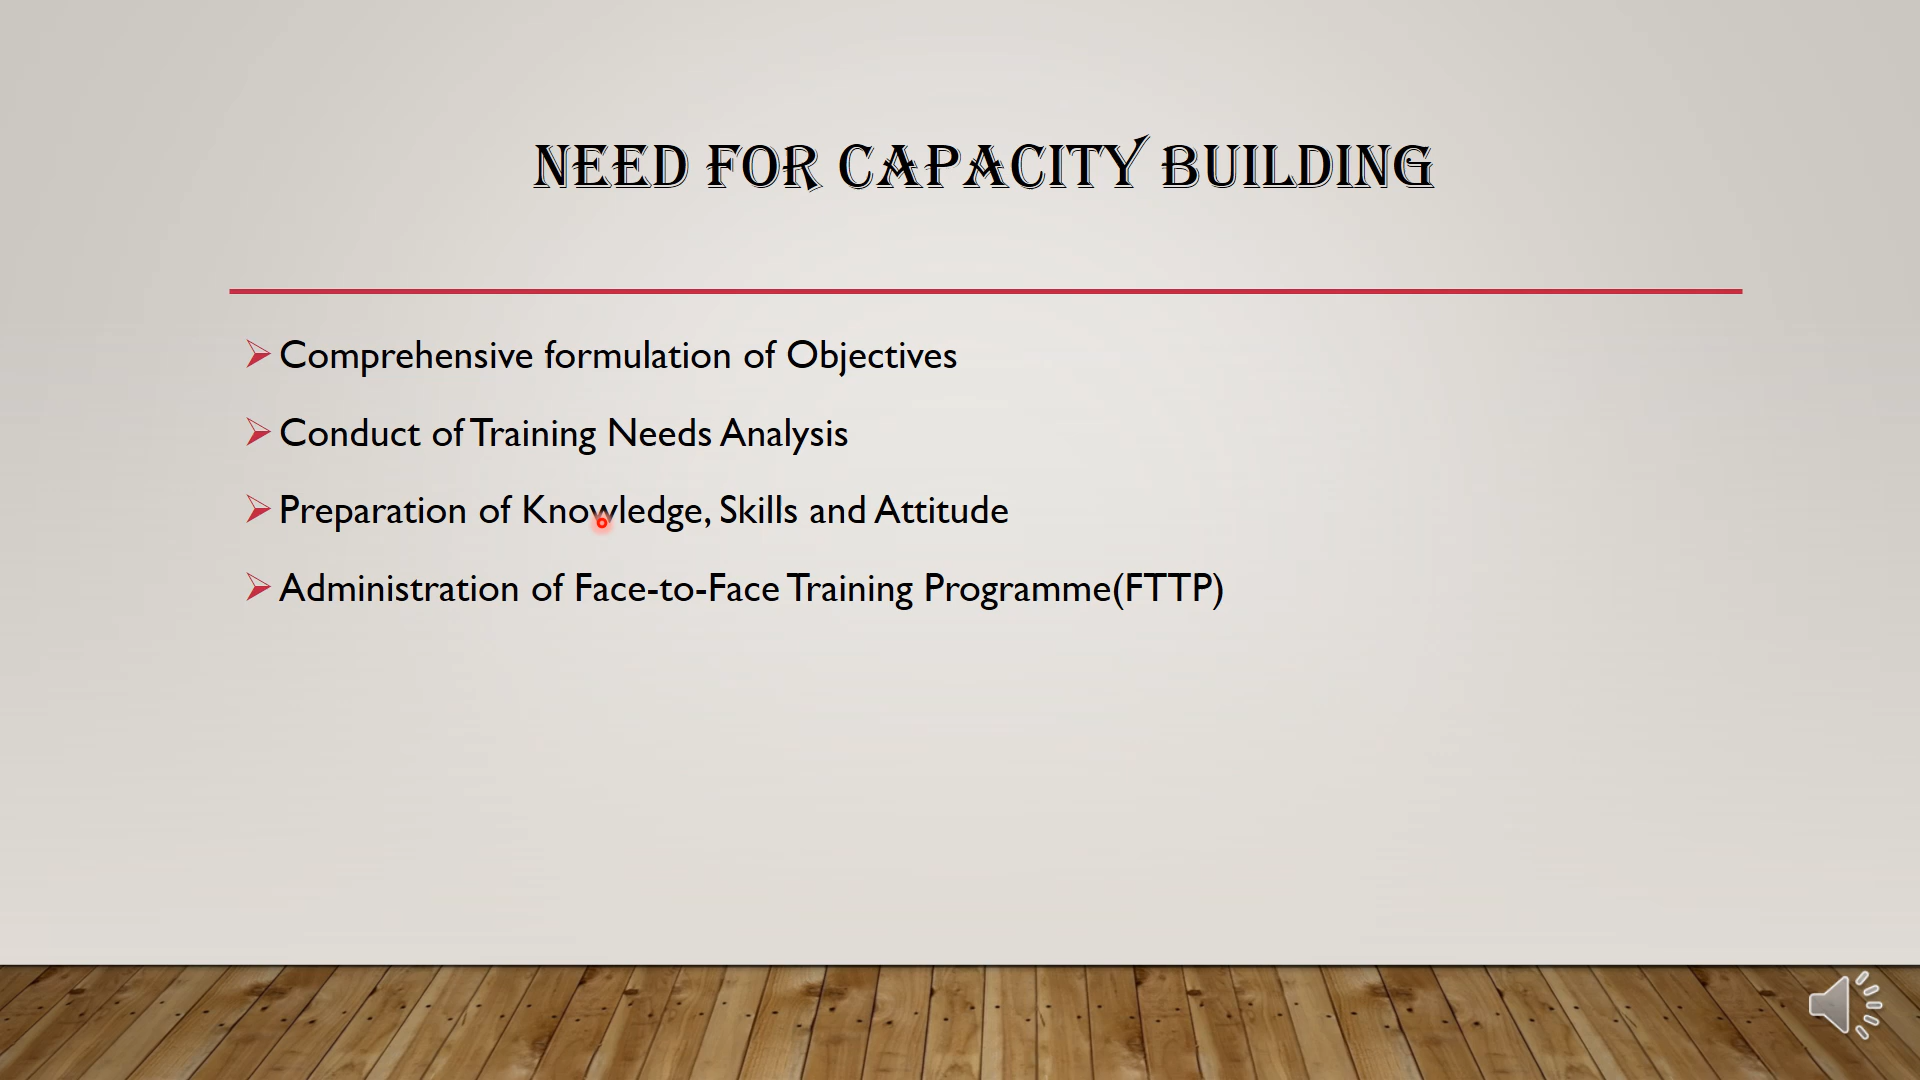 NEED FOR CAPACITY BUILDING
Comprehensive formulation of Objectives
Conduct of Training Needs Analysis
Preparation of Knowledge, Skills and Attitude
Administration of Face-to-Face Training Programme(FTTP)